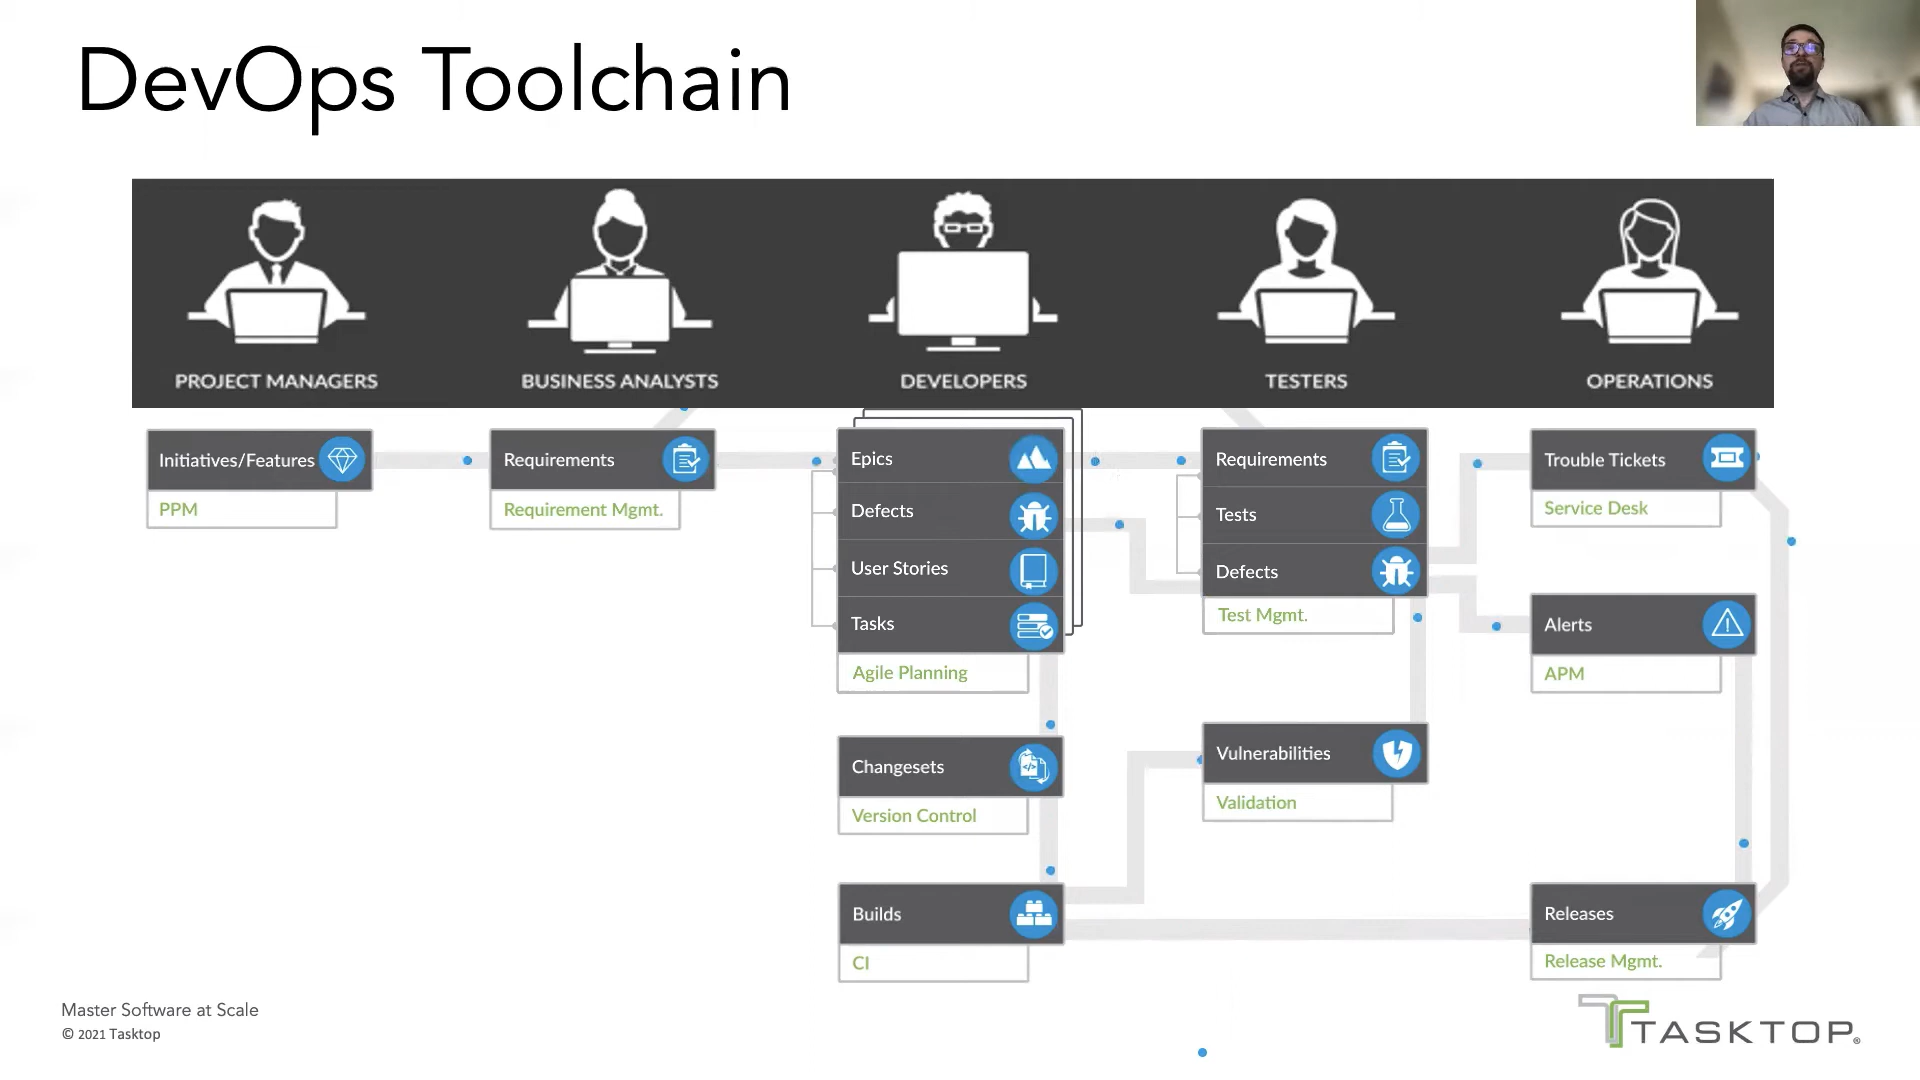 DevOps Toolchain
PROJECT MANAGERS
BUSINESS ANALYSTS
DEVELOPERS
TESTERS
OPERATIONS
Initiatives/Features
PPM
Requirements
Requirement Mgmt.
Epics
Defects
User Stories
Tasks
Agile Planning
Changesets
Version Control
Builds
CI
Requirements
Tests
Defects
Test Mgmt.
Vulnerabilities
Validation
Trouble Tickets
Service Desk
Alerts
APM
Releases
Release Mgmt.
Master Software at Scale
© 2021 Tasktop
TASKTOP®